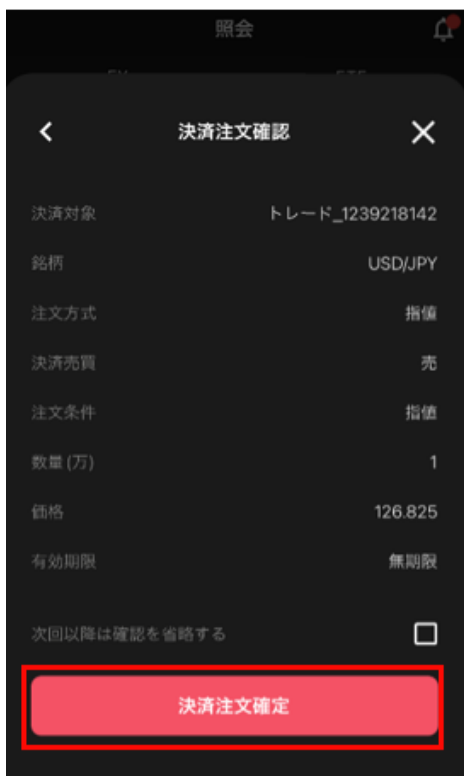 照会
決済注文確認
決済対象 トレード_1239218142
銘柄 USD/JPY
注文方式 指値
決済売買 売
注文条件 指値
数量(万) 1
価格 126.825
有効期限 無期限
次回以降は確認を省略する
決済注文確定